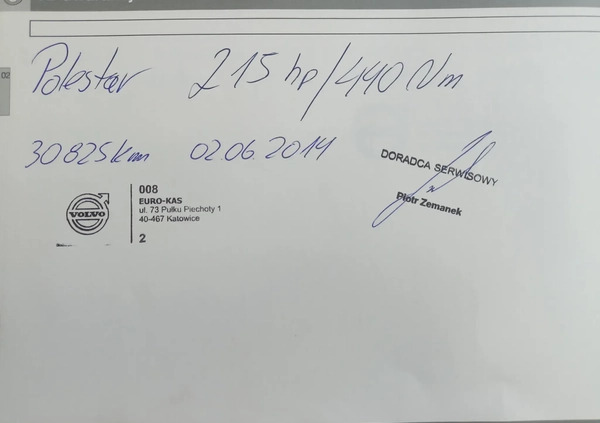 02
Polestar 215 hp/440 Nm
30825 km 02.06.2014
DORADCA SERWISOWY
Piotr Zemanek
VOLVO
008
EURO-KAS
ul. 73 Pułku Piechoty 1
40-467 Katowice
2